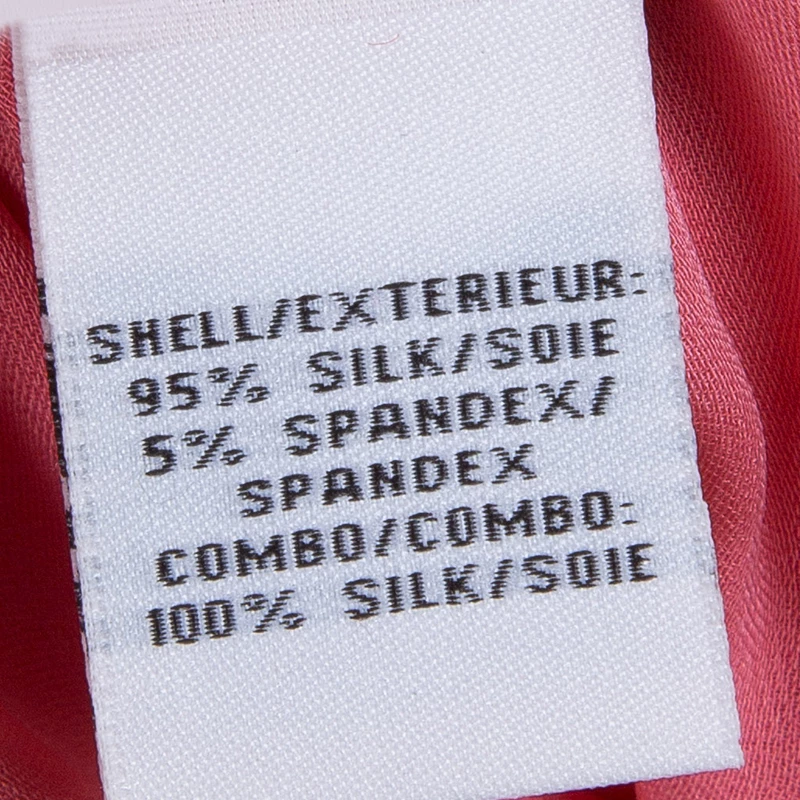 SHELL/EXTERIEUR:
95% SILK/SOIE
5% SPANDEX/
SPANDEX
COMBO/COMBO:
100% SILK/SOIE